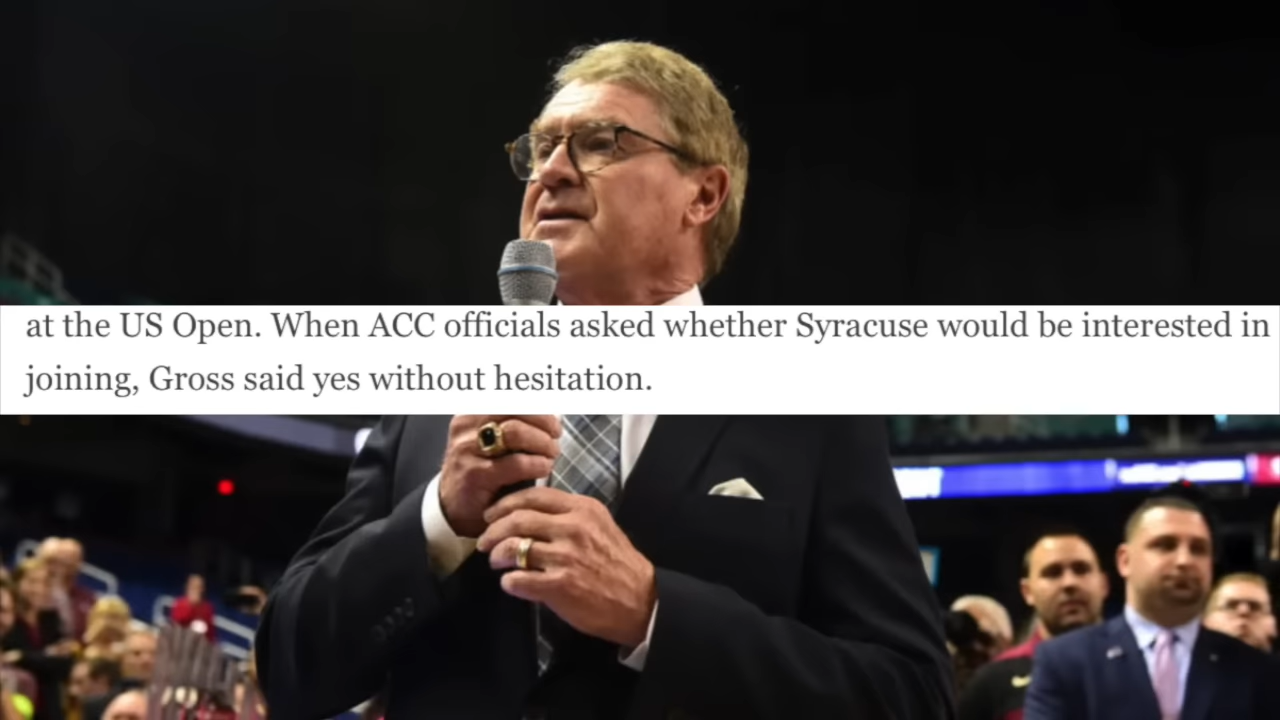 at the US Open. When ACC officials asked whether Syracuse would be interested in
joining, Gross said yes without hesitation.